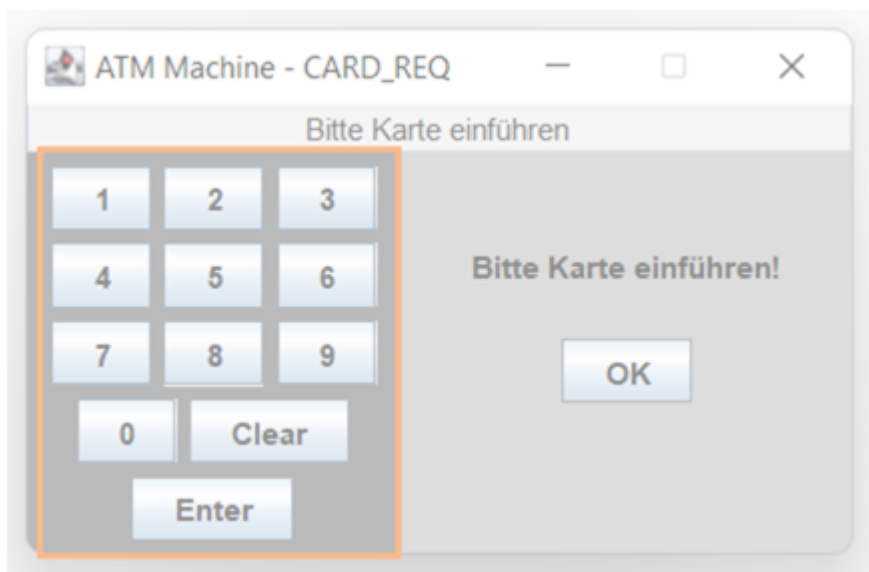 ATM Machine - CARD_REQ
Bitte Karte einführen
1 2 3
4 5 6
7 8 9
0 Clear
Enter
Bitte Karte einführen!
OK